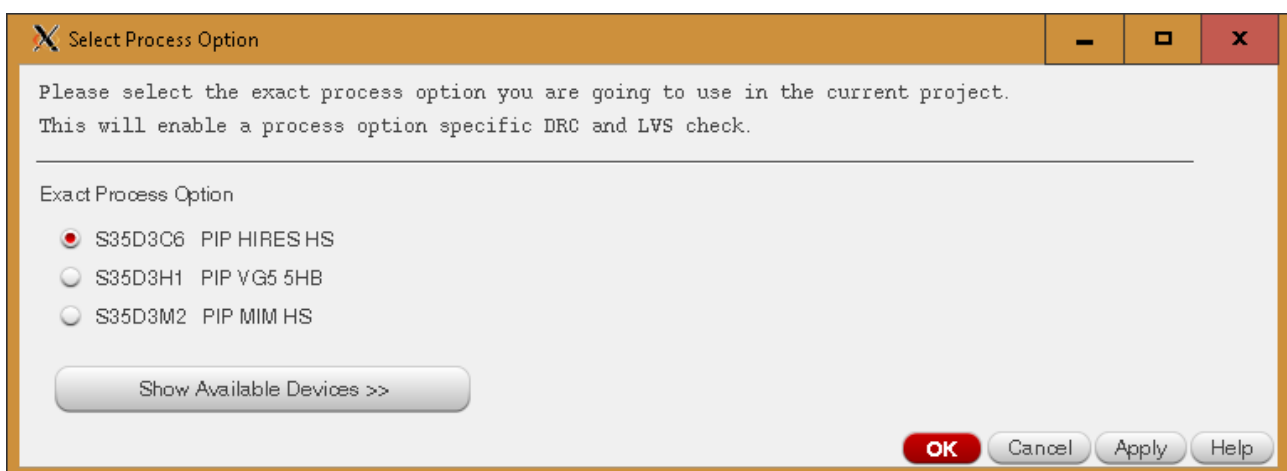 Select Process Option
Please select the exact process option you are going to use in the current project.
This will enable a process option specific DRC and LVS check.
Exact Process Option
S35D3C6 PIP HIRES HS
S35D3H1 PIP VG5 5HB
S35D3M2 PIP MIM HS
Show Available Devices >>
OK Cancel Apply Help